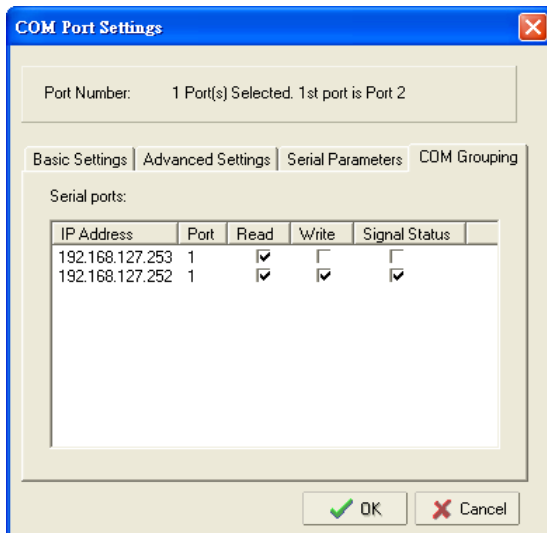 COM Port Settings
Port Number: 1 Port(s) Selected. 1st port is Port 2
Basic Settings Advanced Settings Serial Parameters COM Grouping
Serial ports:
IP Address Port Read Write Signal Status
192.168.127.253 1
192.168.127.252 1
OK Cancel